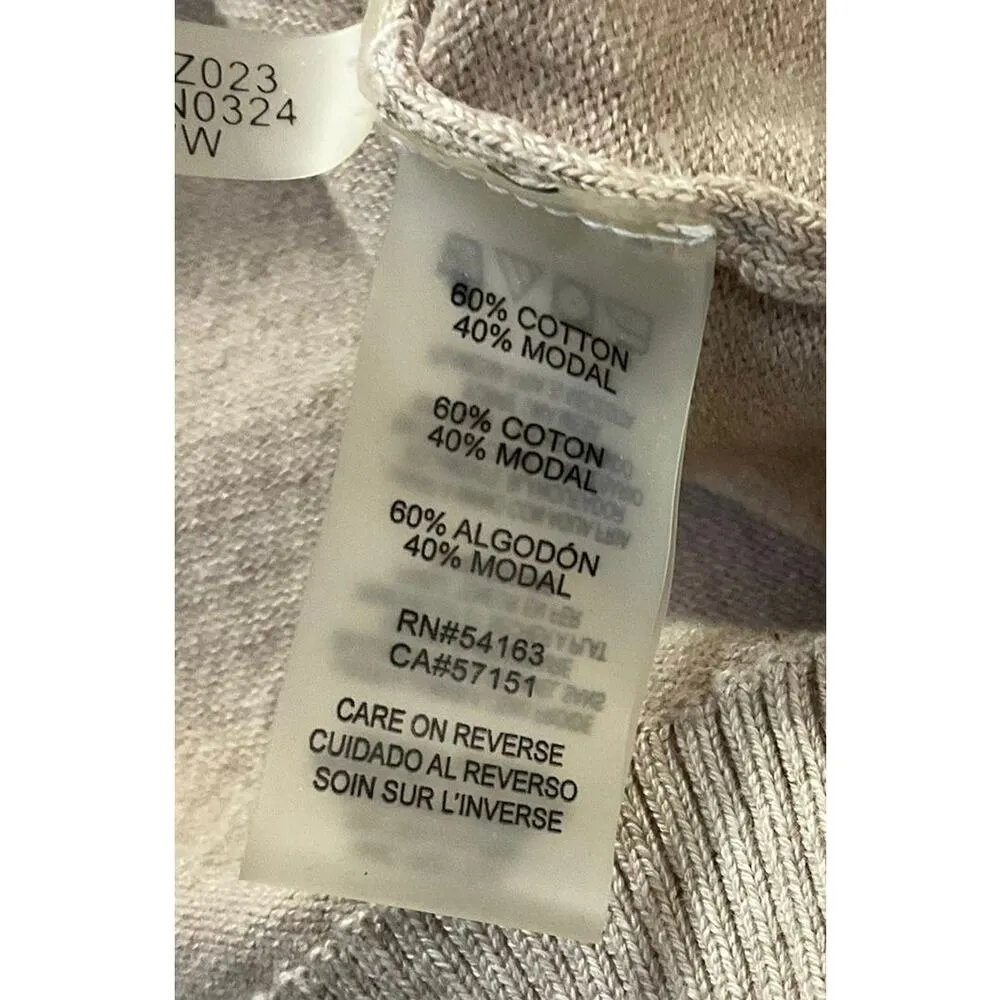 Z023
N0324
W
60% COTTON
40% MODAL
60% COTON
40% MODAL
60% ALGODÓN
40% MODAL
RN#54163
CA#57151
CARE ON REVERSE
CUIDADO AL REVERSO
SOIN SUR L'INVERSE